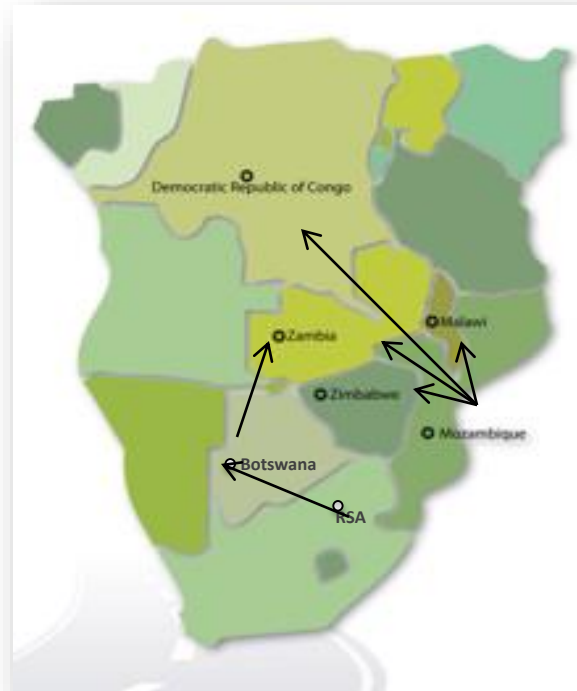 Democratic Republic of Congo
Malawi
Zambia
Zimbabwe
Mozambique
Botswana
RSA